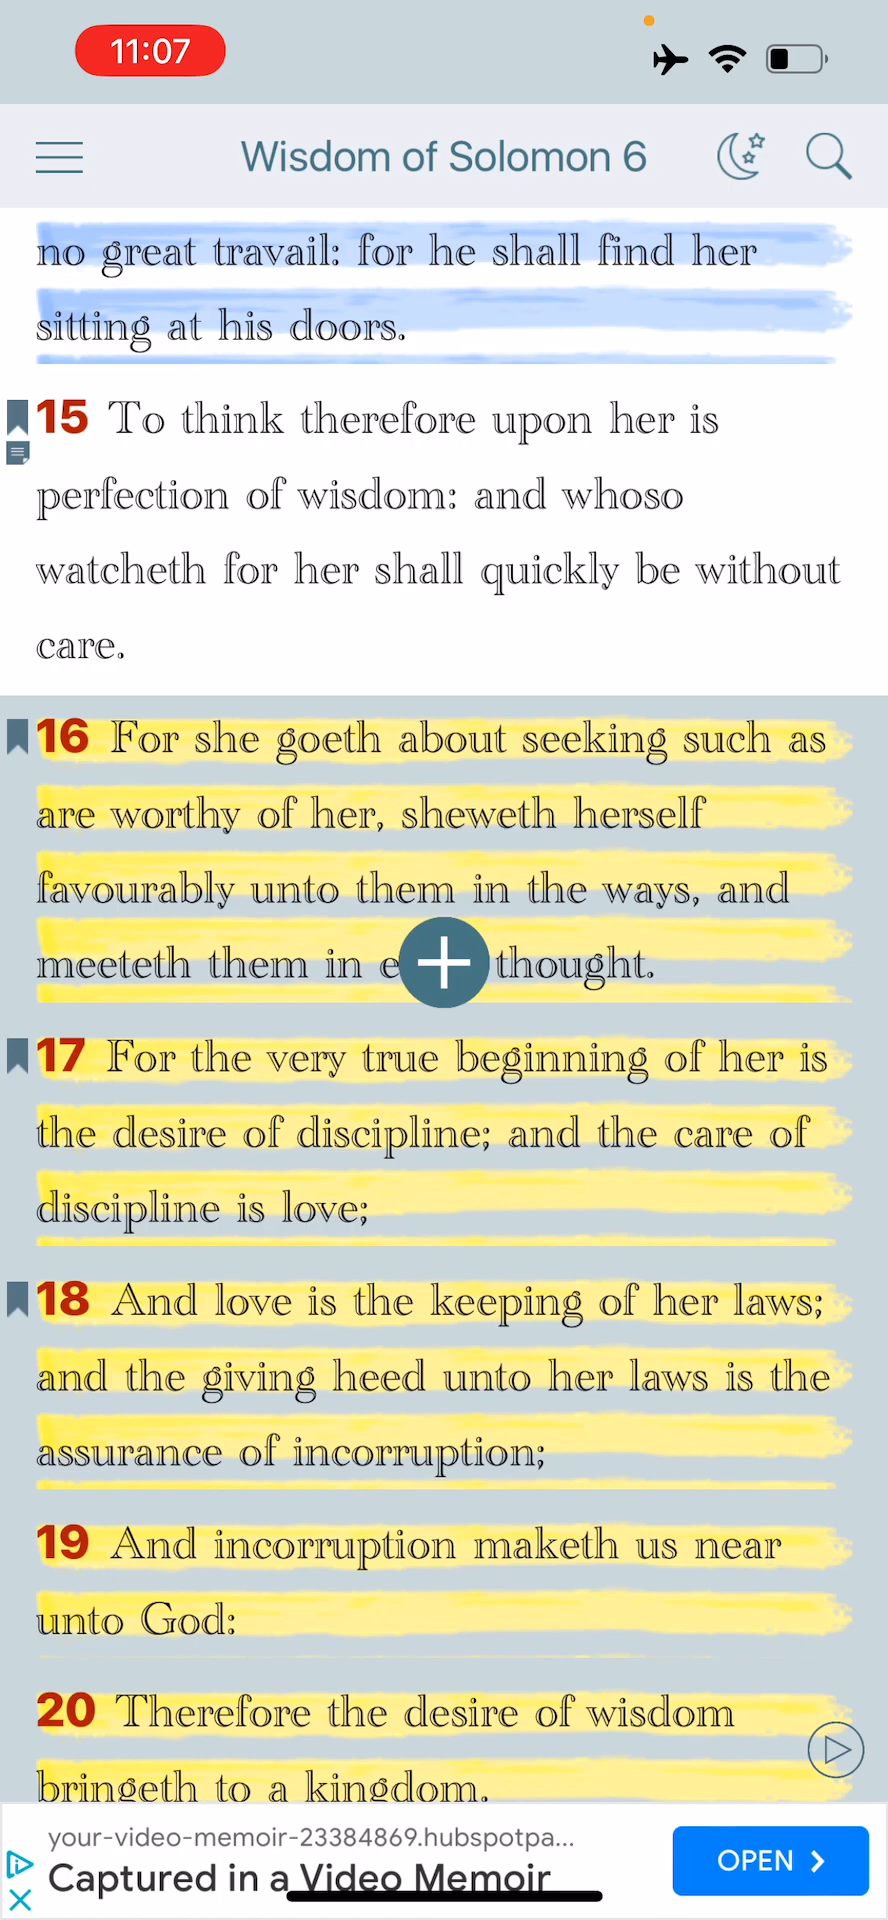 11:07
Wisdom of Solomon 6
no great travail: for he shall find her
sitting at his doors.
15 To think therefore upon her is
perfection of wisdom: and whoso
watcheth for her shall quickly be without
care.
16 For she goeth about seeking such as
are worthy of her, sheweth herself
favourably unto them in the ways, and
meeteth them in e thought.
17 For the very true beginning of her is
the desire of discipline; and the care of
discipline is love;
18 And love is the keeping of her laws;
and the giving heed unto her laws is the
assurance of incorruption;
19 And incorruption maketh us near
unto God:
20 Therefore the desire of wisdom
bringeth to a kingdom.
your-video-memoir-23384869.hubspotpa...
Captured in a Video Memoir
OPEN